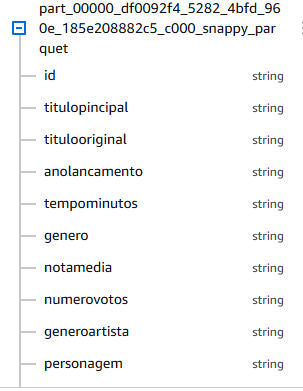 part_00000_df0092f4_5282_4bfd_96
0e_185e208882c5_c000_snappy_par
quet
id string
titulopincipal string
titulooriginal string
anolancamento string
tempominutos string
genero string
notamedia string
numerovotos string
generoartista string
personagem string